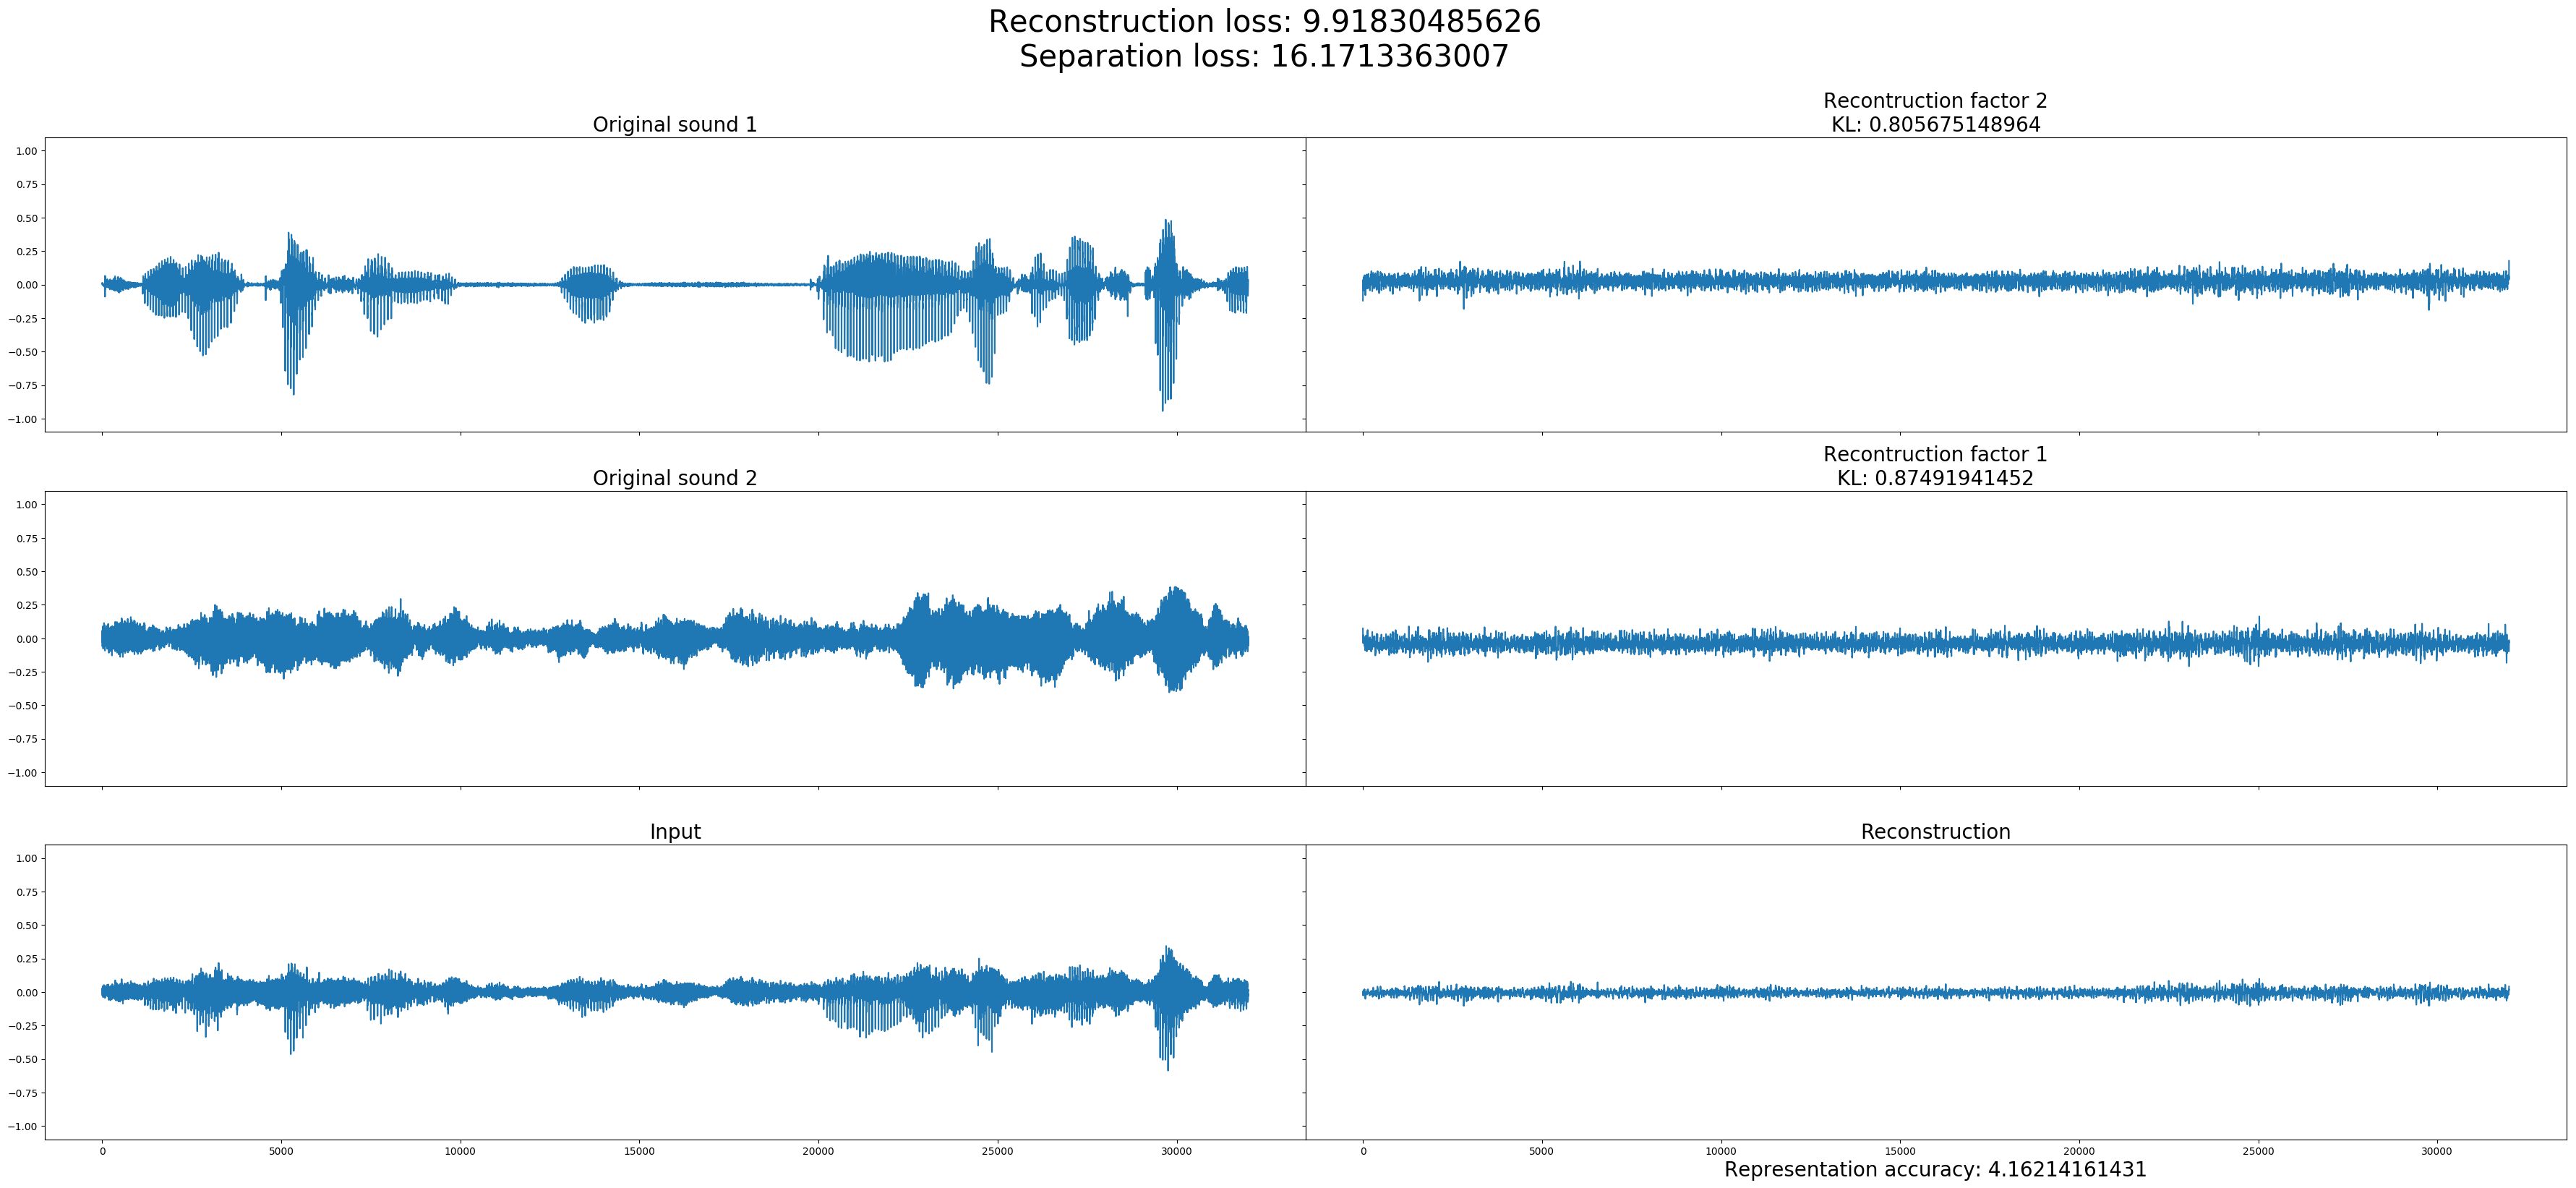 Reconstruction loss: 9.91830485626
Separation loss: 16.1713363007
Original sound 1
Recontruction factor 2
KL: 0.805675148964
1.00
0.75
0.50
0.25
0.00
−0.25
−0.50
−0.75
−1.00
Original sound 2
Recontruction factor 1
KL: 0.87491941452
1.00
0.75
0.50
0.25
0.00
−0.25
−0.50
−0.75
−1.00
Input
Reconstruction
1.00
0.75
0.50
0.25
0.00
−0.25
−0.50
−0.75
−1.00
0 5000 10000 15000 20000 25000 30000 0 5000 10000 15000 20000 25000 30000
Representation accuracy: 4.16214161431